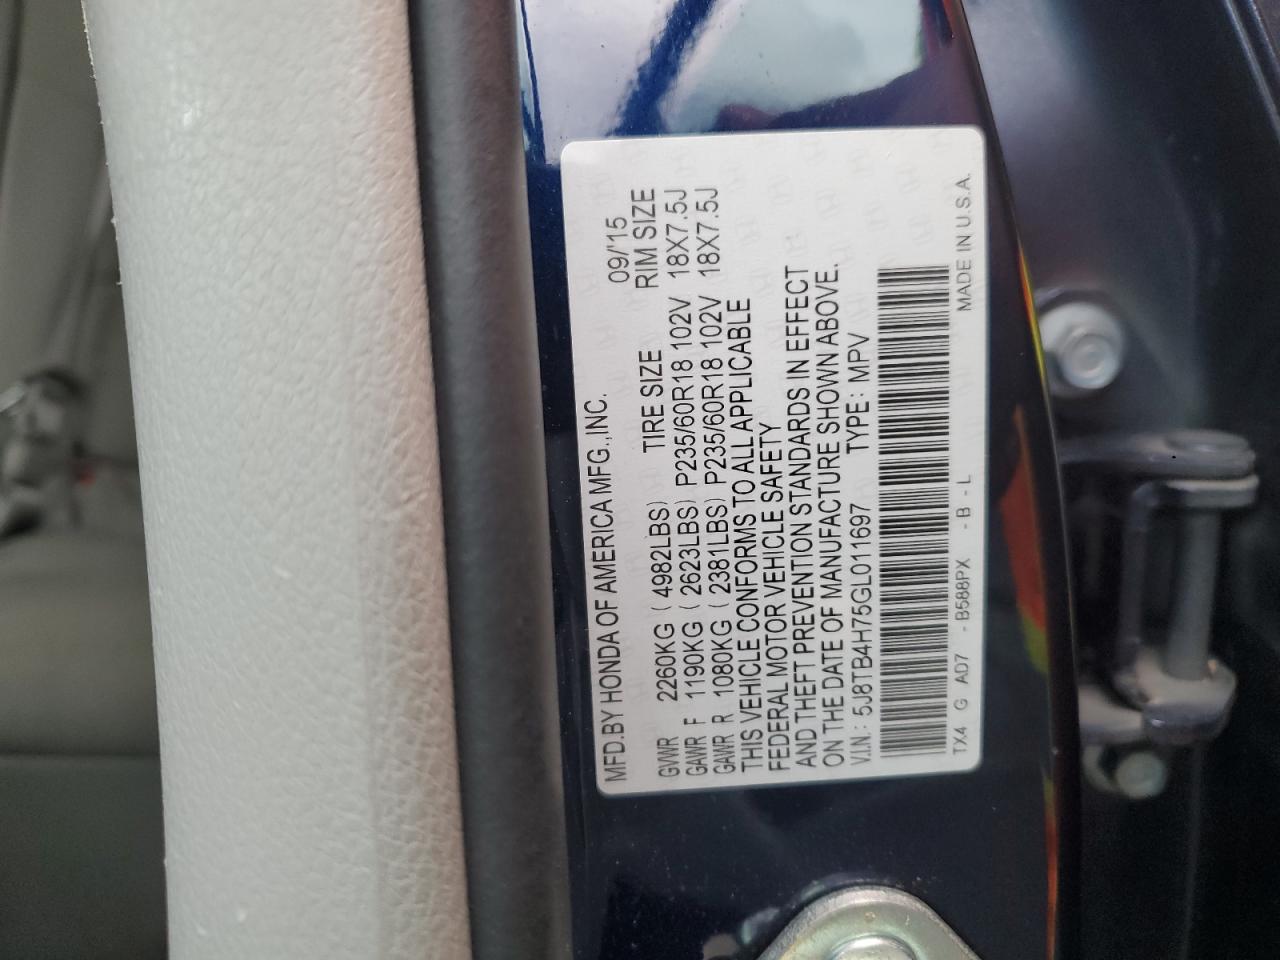 MFD.BY HONDA OF AMERICA MFG.,INC. 09/'15
TIRE SIZE RIM SIZE
GVWR 2260KG ( 4982LBS)
GAWR F 1190KG ( 2623LBS) P235/60R18 102V 18X7.5J
GAWR R 1080KG ( 2381LBS) P235/60R18 102V 18X7.5J
THIS VEHICLE CONFORMS TO ALL APPLICABLE
FEDERAL MOTOR VEHICLE SAFETY
AND THEFT PREVENTION STANDARDS IN EFFECT
ON THE DATE OF MANUFACTURE SHOWN ABOVE.
V.I.N.: 5J8TB4H75GL011697 TYPE: MPV
TX4 G AD7 - B588PX - B - L MADE IN U.S.A.